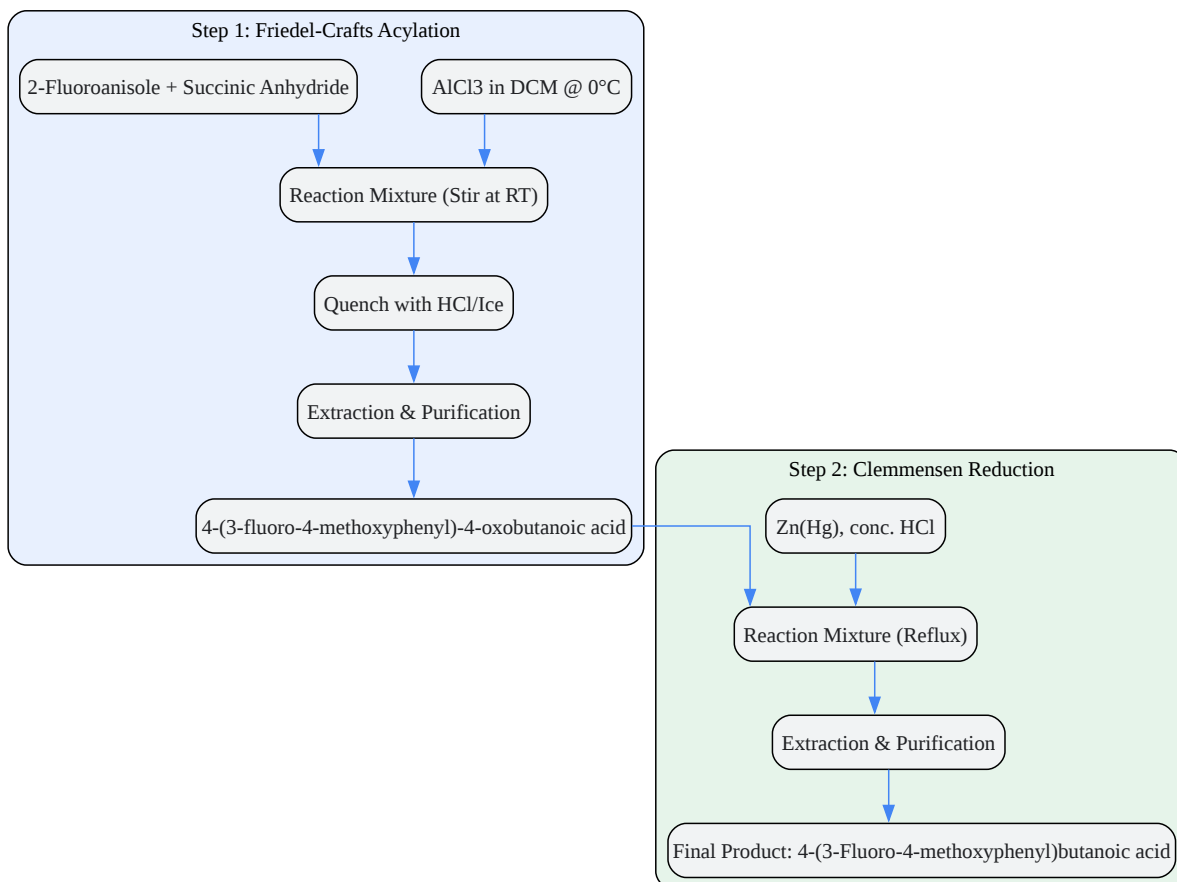 Step 1: Friedel-Crafts Acylation
2-Fluoroanisole + Succinic Anhydride
AlCl3 in DCM @ 0°C
Reaction Mixture (Stir at RT)
Quench with HCl/Ice
Extraction & Purification
4-(3-fluoro-4-methoxyphenyl)-4-oxobutanoic acid
Step 2: Clemmensen Reduction
Zn(Hg), conc. HCl
Reaction Mixture (Reflux)
Extraction & Purification
Final Product: 4-(3-Fluoro-4-methoxyphenyl)butanoic acid